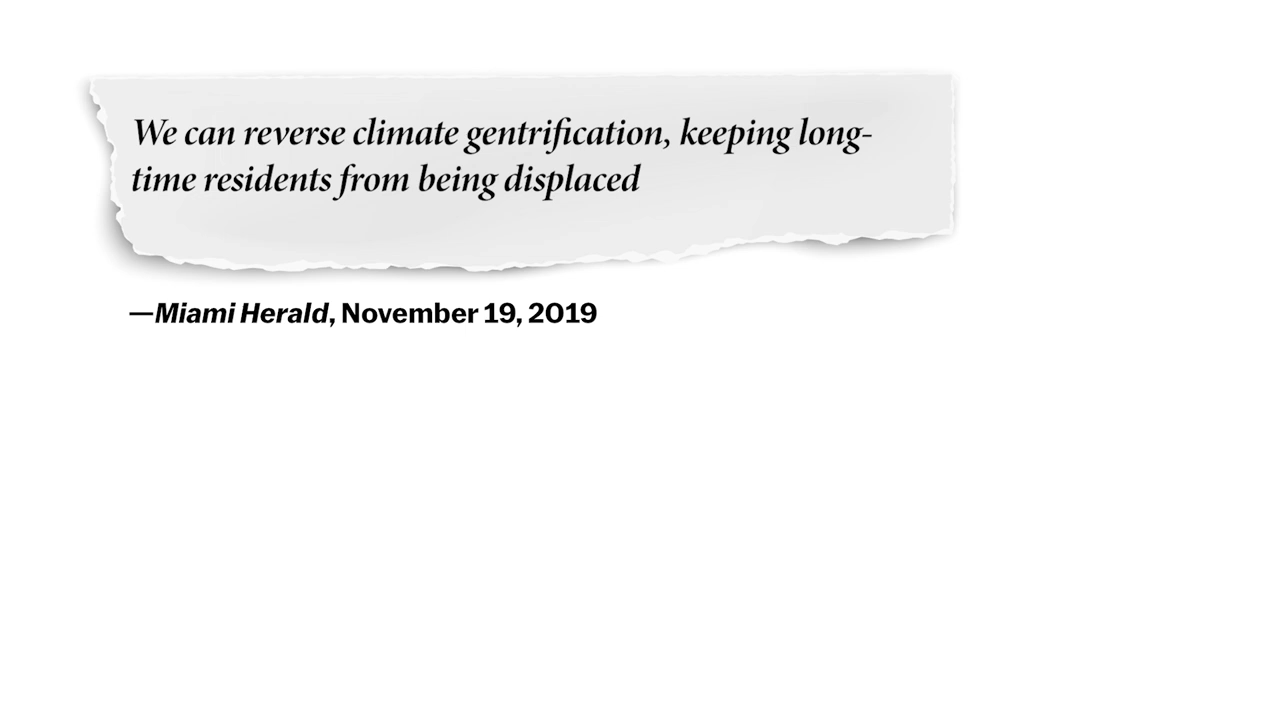 We can reverse climate gentrification, keeping long-
time residents from being displaced
—Miami Herald, November 19, 2019